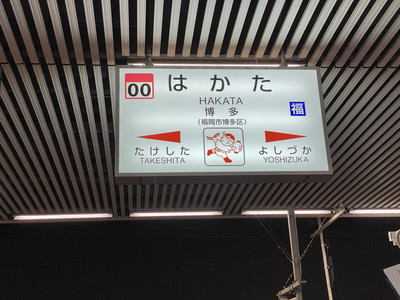 00
はかた
HAKATA
博多
(福岡市博多区)
福
たけした
TAKESHITA
よしづか
YOSHIZUKA